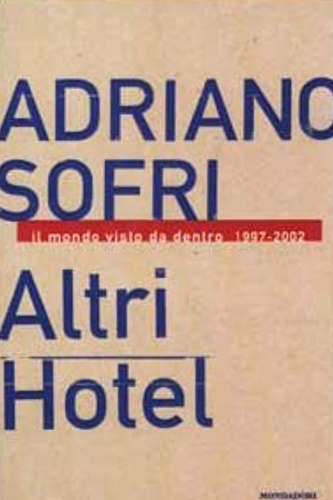 ADRIANO
SOFRI
il mondo visto da dentro 1997-2002
Altri
Hotel
MONDADORI